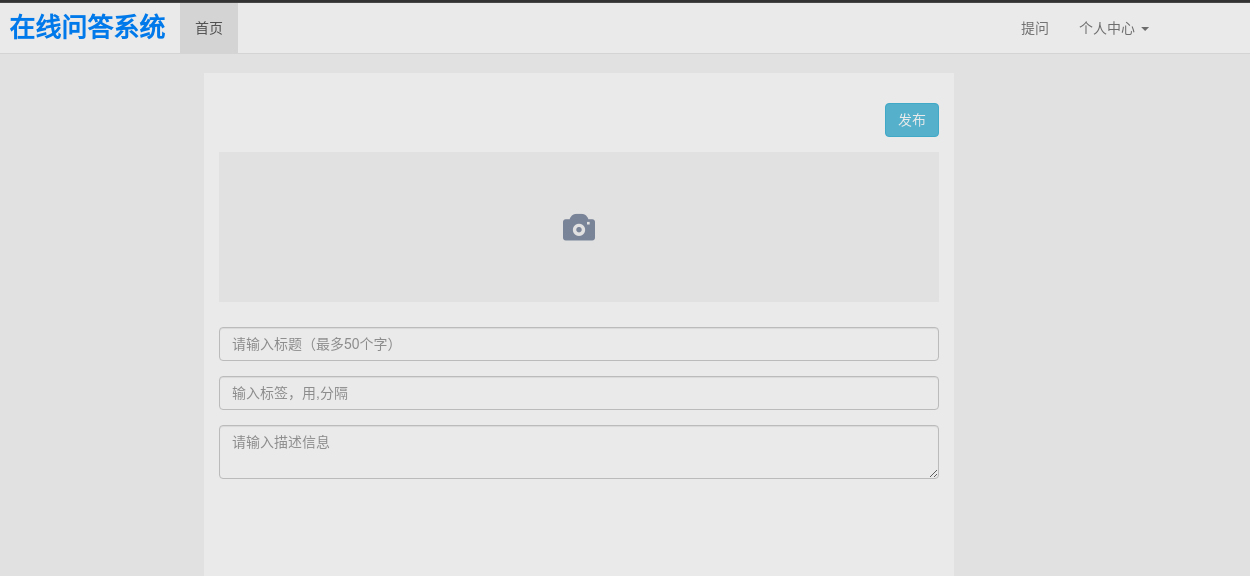 在线问答系统 首页 提问 个人中心
发布
请输入标题（最多50个字）
输入标签，用,分隔
请输入描述信息